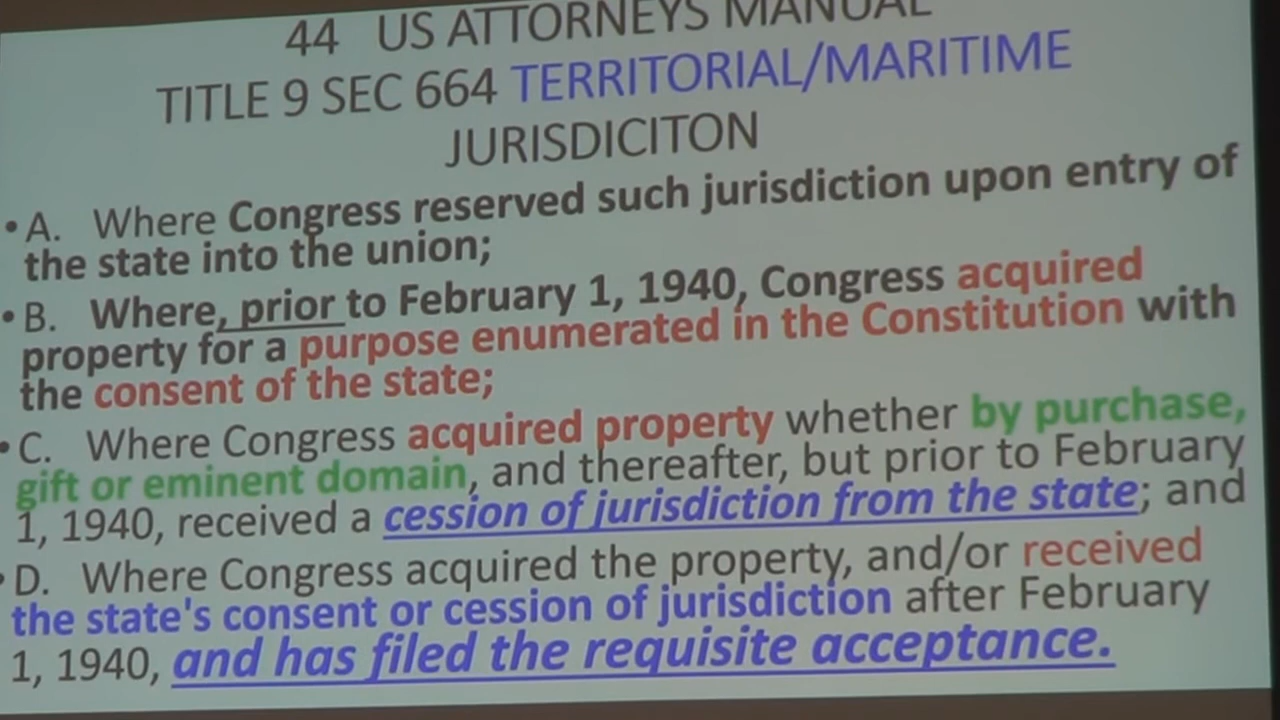 44 US ATTORNEYS MANUAL
TITLE 9 SEC 664 TERRITORIAL/MARITIME
JURISDICITON
• A. Where Congress reserved such jurisdiction upon entry of
the state into the union;
• B. Where, prior to February 1, 1940, Congress acquired
property for a purpose enumerated in the Constitution with
the consent of the state;
• C. Where Congress acquired property whether by purchase,
gift or eminent domain, and thereafter, but prior to February
1, 1940, received a cession of jurisdiction from the state; and
• D. Where Congress acquired the property, and/or received
the state's consent or cession of jurisdiction after February
1, 1940, and has filed the requisite acceptance.